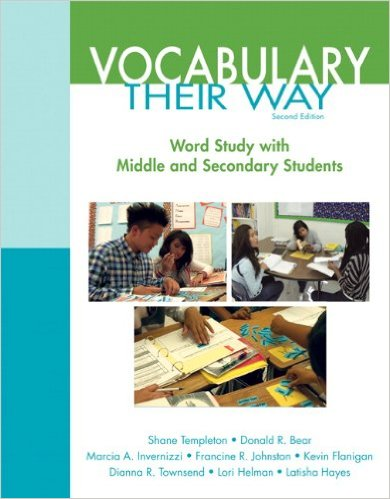 VOCABULARY
THEIR WAY
Second Edition
Word Study with
Middle and Secondary Students
Shane Templeton • Donald R. Bear
Marcia A. Invernizzi • Francine R. Johnston • Kevin Flanigan
Dianna R. Townsend • Lori Helman • Latisha Hayes